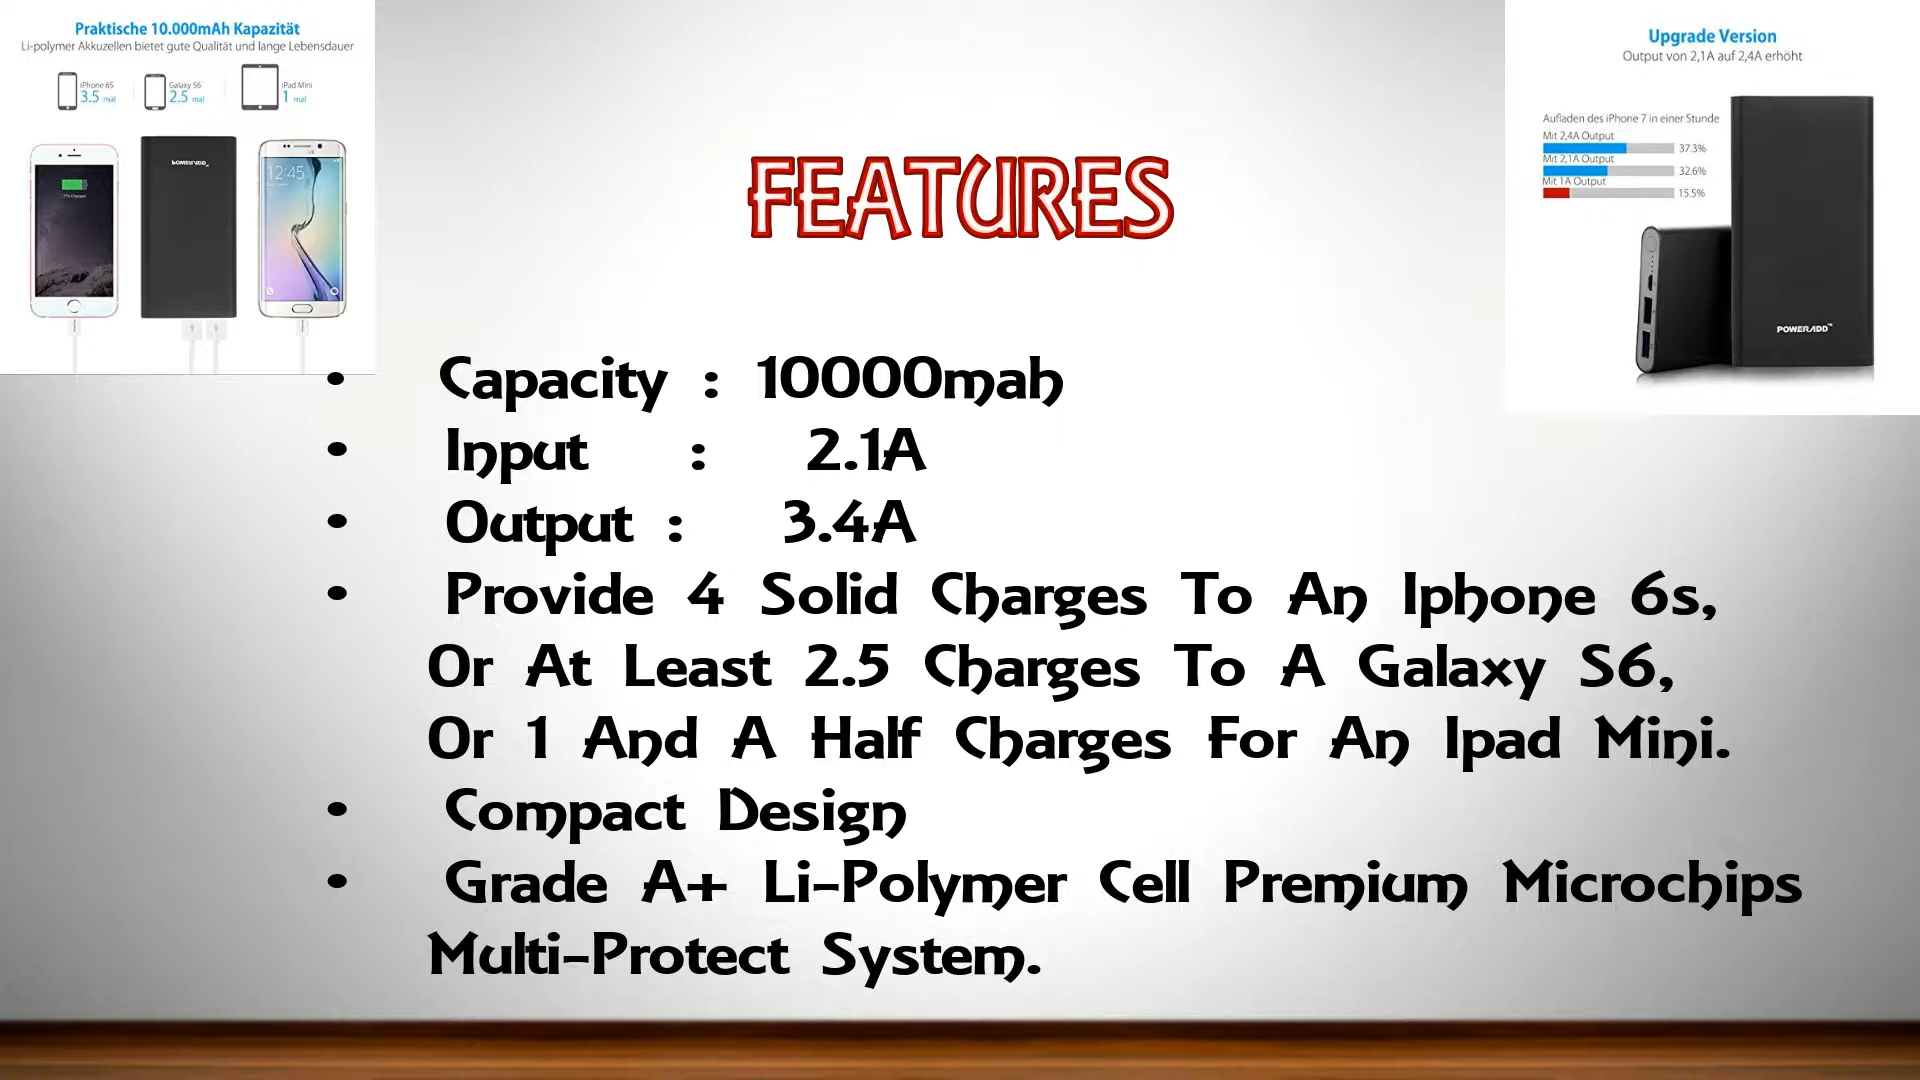 Praktische 10.000mAh Kapazität
Li-polymer Akkuzellen bietet gute Qualität und lange Lebensdauer
iPhone 6S
3.5 mal
Galaxy S6
2.5 mal
iPad Mini
1 mal
POWERADD
12:45
Upgrade Version
Output von 2,1A auf 2,4A erhöht
Aufladen des iPhone 7 in einer Stunde
Mit 2,4A Output
37.3%
Mit 2,1A Output
32.6%
Mit 1A Output
15.5%
POWERADD™
FEATURES
• Capacity : 10000mah
• Input : 2.1A
• Output : 3.4A
• Provide 4 Solid Charges To An Iphone 6s,
Or At Least 2.5 Charges To A Galaxy S6,
Or 1 And A Half Charges For An Ipad Mini.
• Compact Design
• Grade A+ Li-Polymer Cell Premium Microchips
Multi-Protect System.